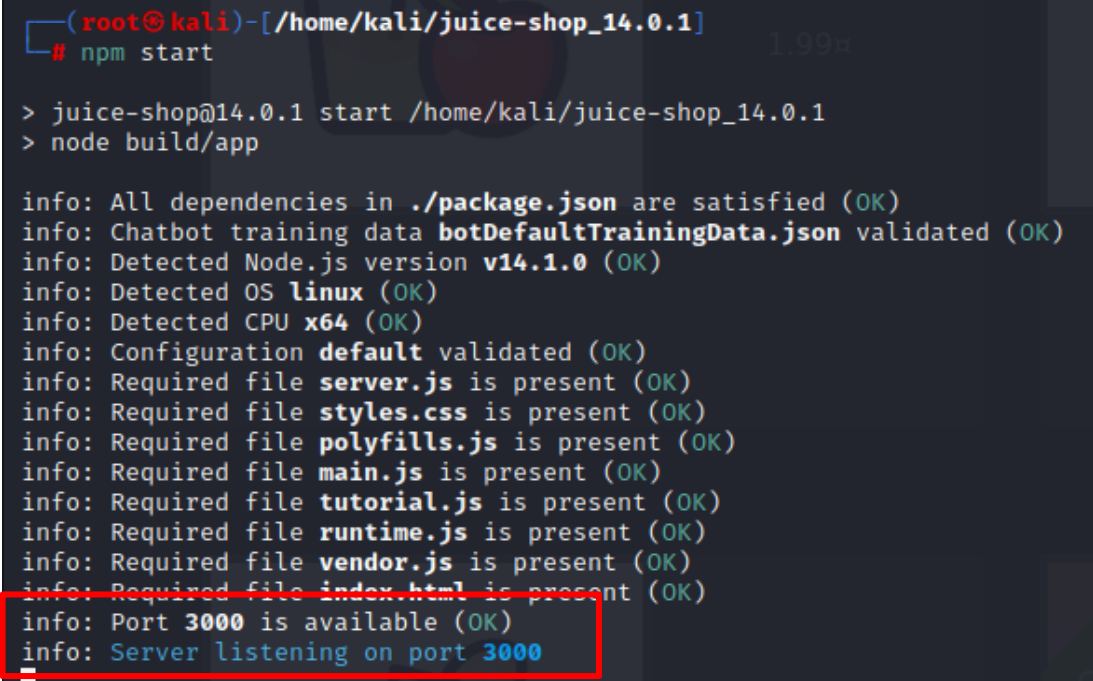 ┌──(root㉿kali)-[/home/kali/juice-shop_14.0.1]
└─# npm start
> juice-shop@14.0.1 start /home/kali/juice-shop_14.0.1
> node build/app
info: All dependencies in ./package.json are satisfied (OK)
info: Chatbot training data botDefaultTrainingData.json validated (OK)
info: Detected Node.js version v14.1.0 (OK)
info: Detected OS linux (OK)
info: Detected CPU x64 (OK)
info: Configuration default validated (OK)
info: Required file server.js is present (OK)
info: Required file styles.css is present (OK)
info: Required file polyfills.js is present (OK)
info: Required file main.js is present (OK)
info: Required file tutorial.js is present (OK)
info: Required file runtime.js is present (OK)
info: Required file vendor.js is present (OK)
info: Required file index.html is present (OK)
info: Port 3000 is available (OK)
info: Server listening on port 3000
1.99¤